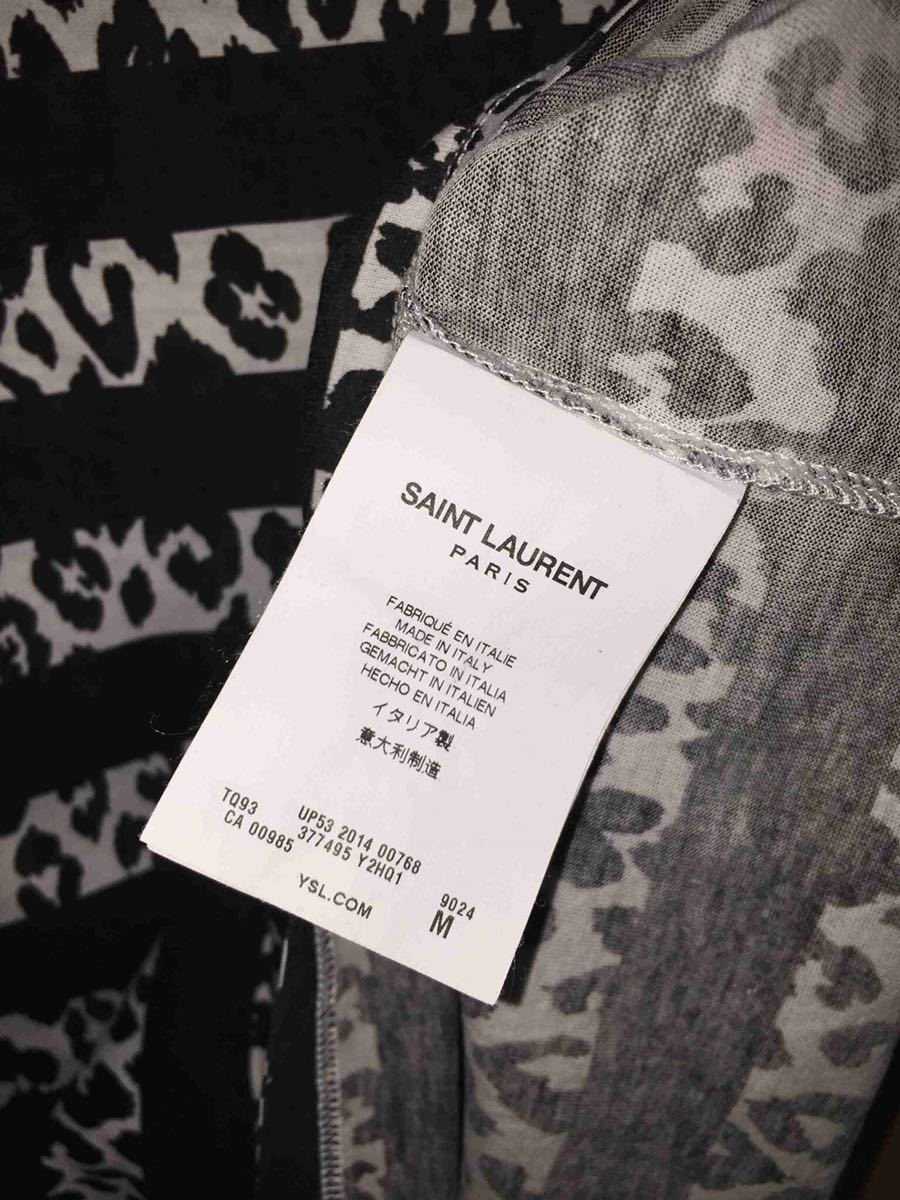 SAINT LAURENT
PARIS
FABRIQUÉ EN ITALIE
MADE IN ITALY
FABBRICATO IN ITALIA
GEMACHT IN ITALIEN
HECHO EN ITALIA
イタリア製
意大利制造
TQ93 UP53 2014 00768
CA 00985 377495 Y2HQ1 9024
YSL.COM M